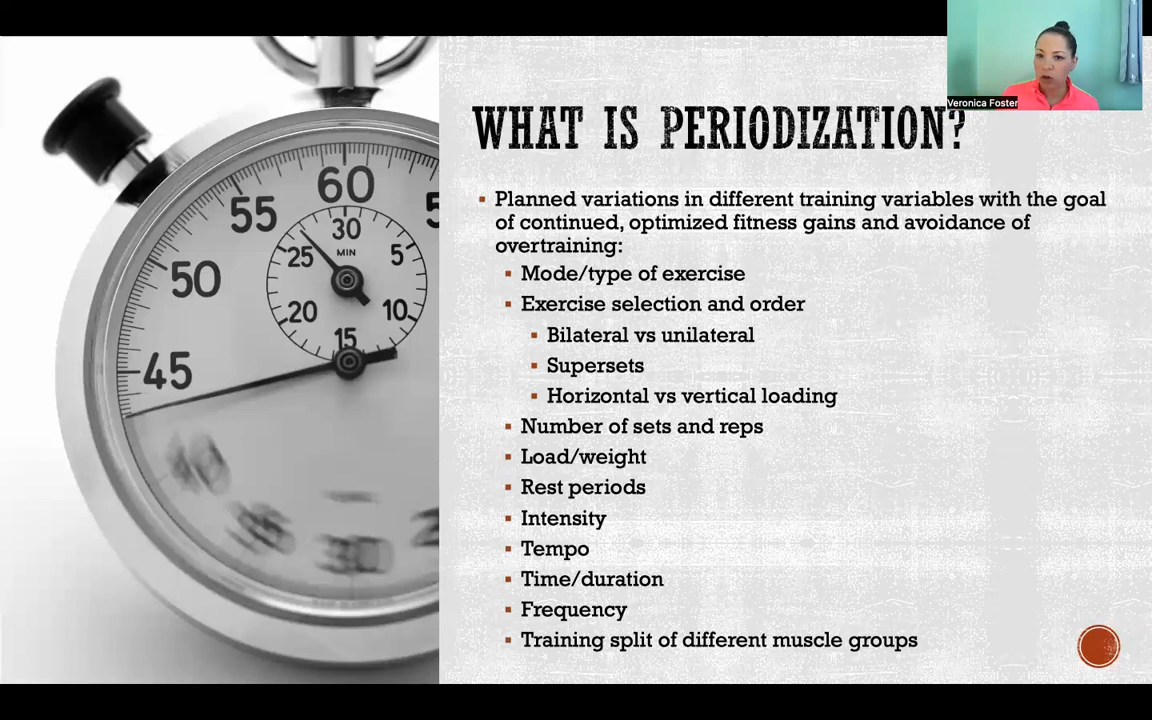 Veronica Foster
WHAT IS PERIODIZATION?
Planned variations in different training variables with the goal
of continued, optimized fitness gains and avoidance of
overtraining:
Mode/type of exercise
Exercise selection and order
Bilateral vs unilateral
Supersets
Horizontal vs vertical loading
Number of sets and reps
Load/weight
Rest periods
Intensity
Tempo
Time/duration
Frequency
Training split of different muscle groups
60
55
50
45
30
25
MIN
5
20
10
15